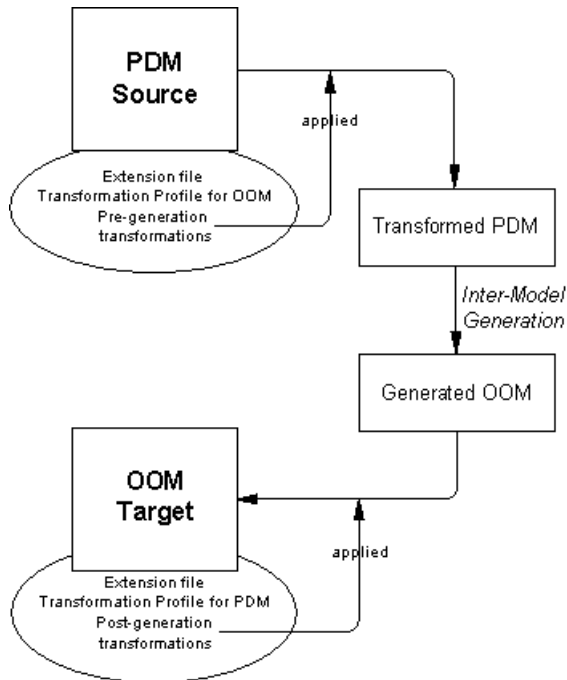 PDM
Source
applied
Extension file
Transformation Profile for OOM
Pre-generation
transformations
Transformed PDM
Inter-Model
Generation
Generated OOM
OOM
Target
applied
Extension file
Transformation Profile for PDM
Post-generation
transformations